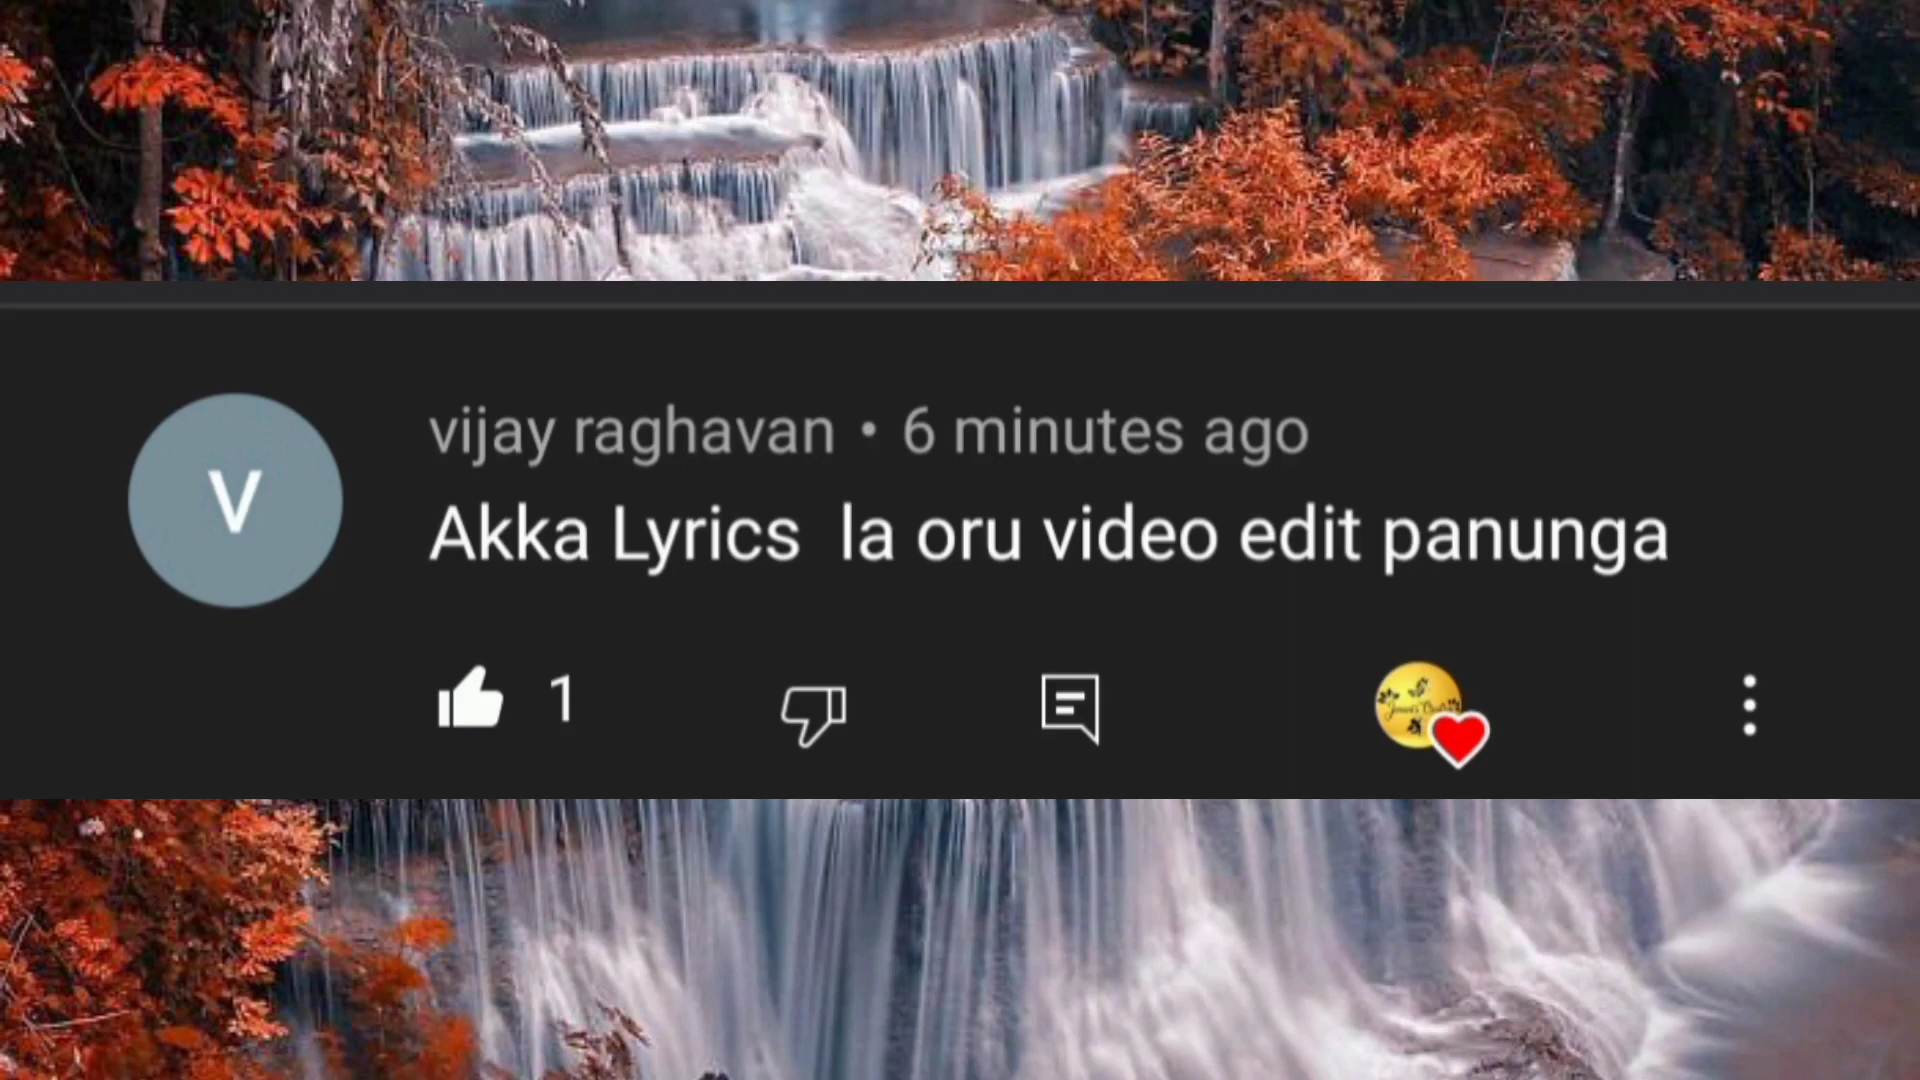 V
vijay raghavan • 6 minutes ago
Akka Lyrics la oru video edit panunga
1